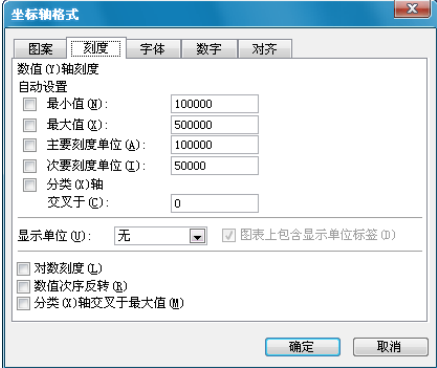 坐标轴格式
图案 刻度 字体 数字 对齐
数值(Y)轴刻度
自动设置
最小值(N): 100000
最大值(X): 500000
主要刻度单位(A): 100000
次要刻度单位(I): 50000
分类(X)轴
交叉于(C): 0
显示单位(U): 无 图表上包含显示单位标签(D)
对数刻度(L)
数值次序反转(R)
分类(X)轴交叉于最大值(M)
确定 取消